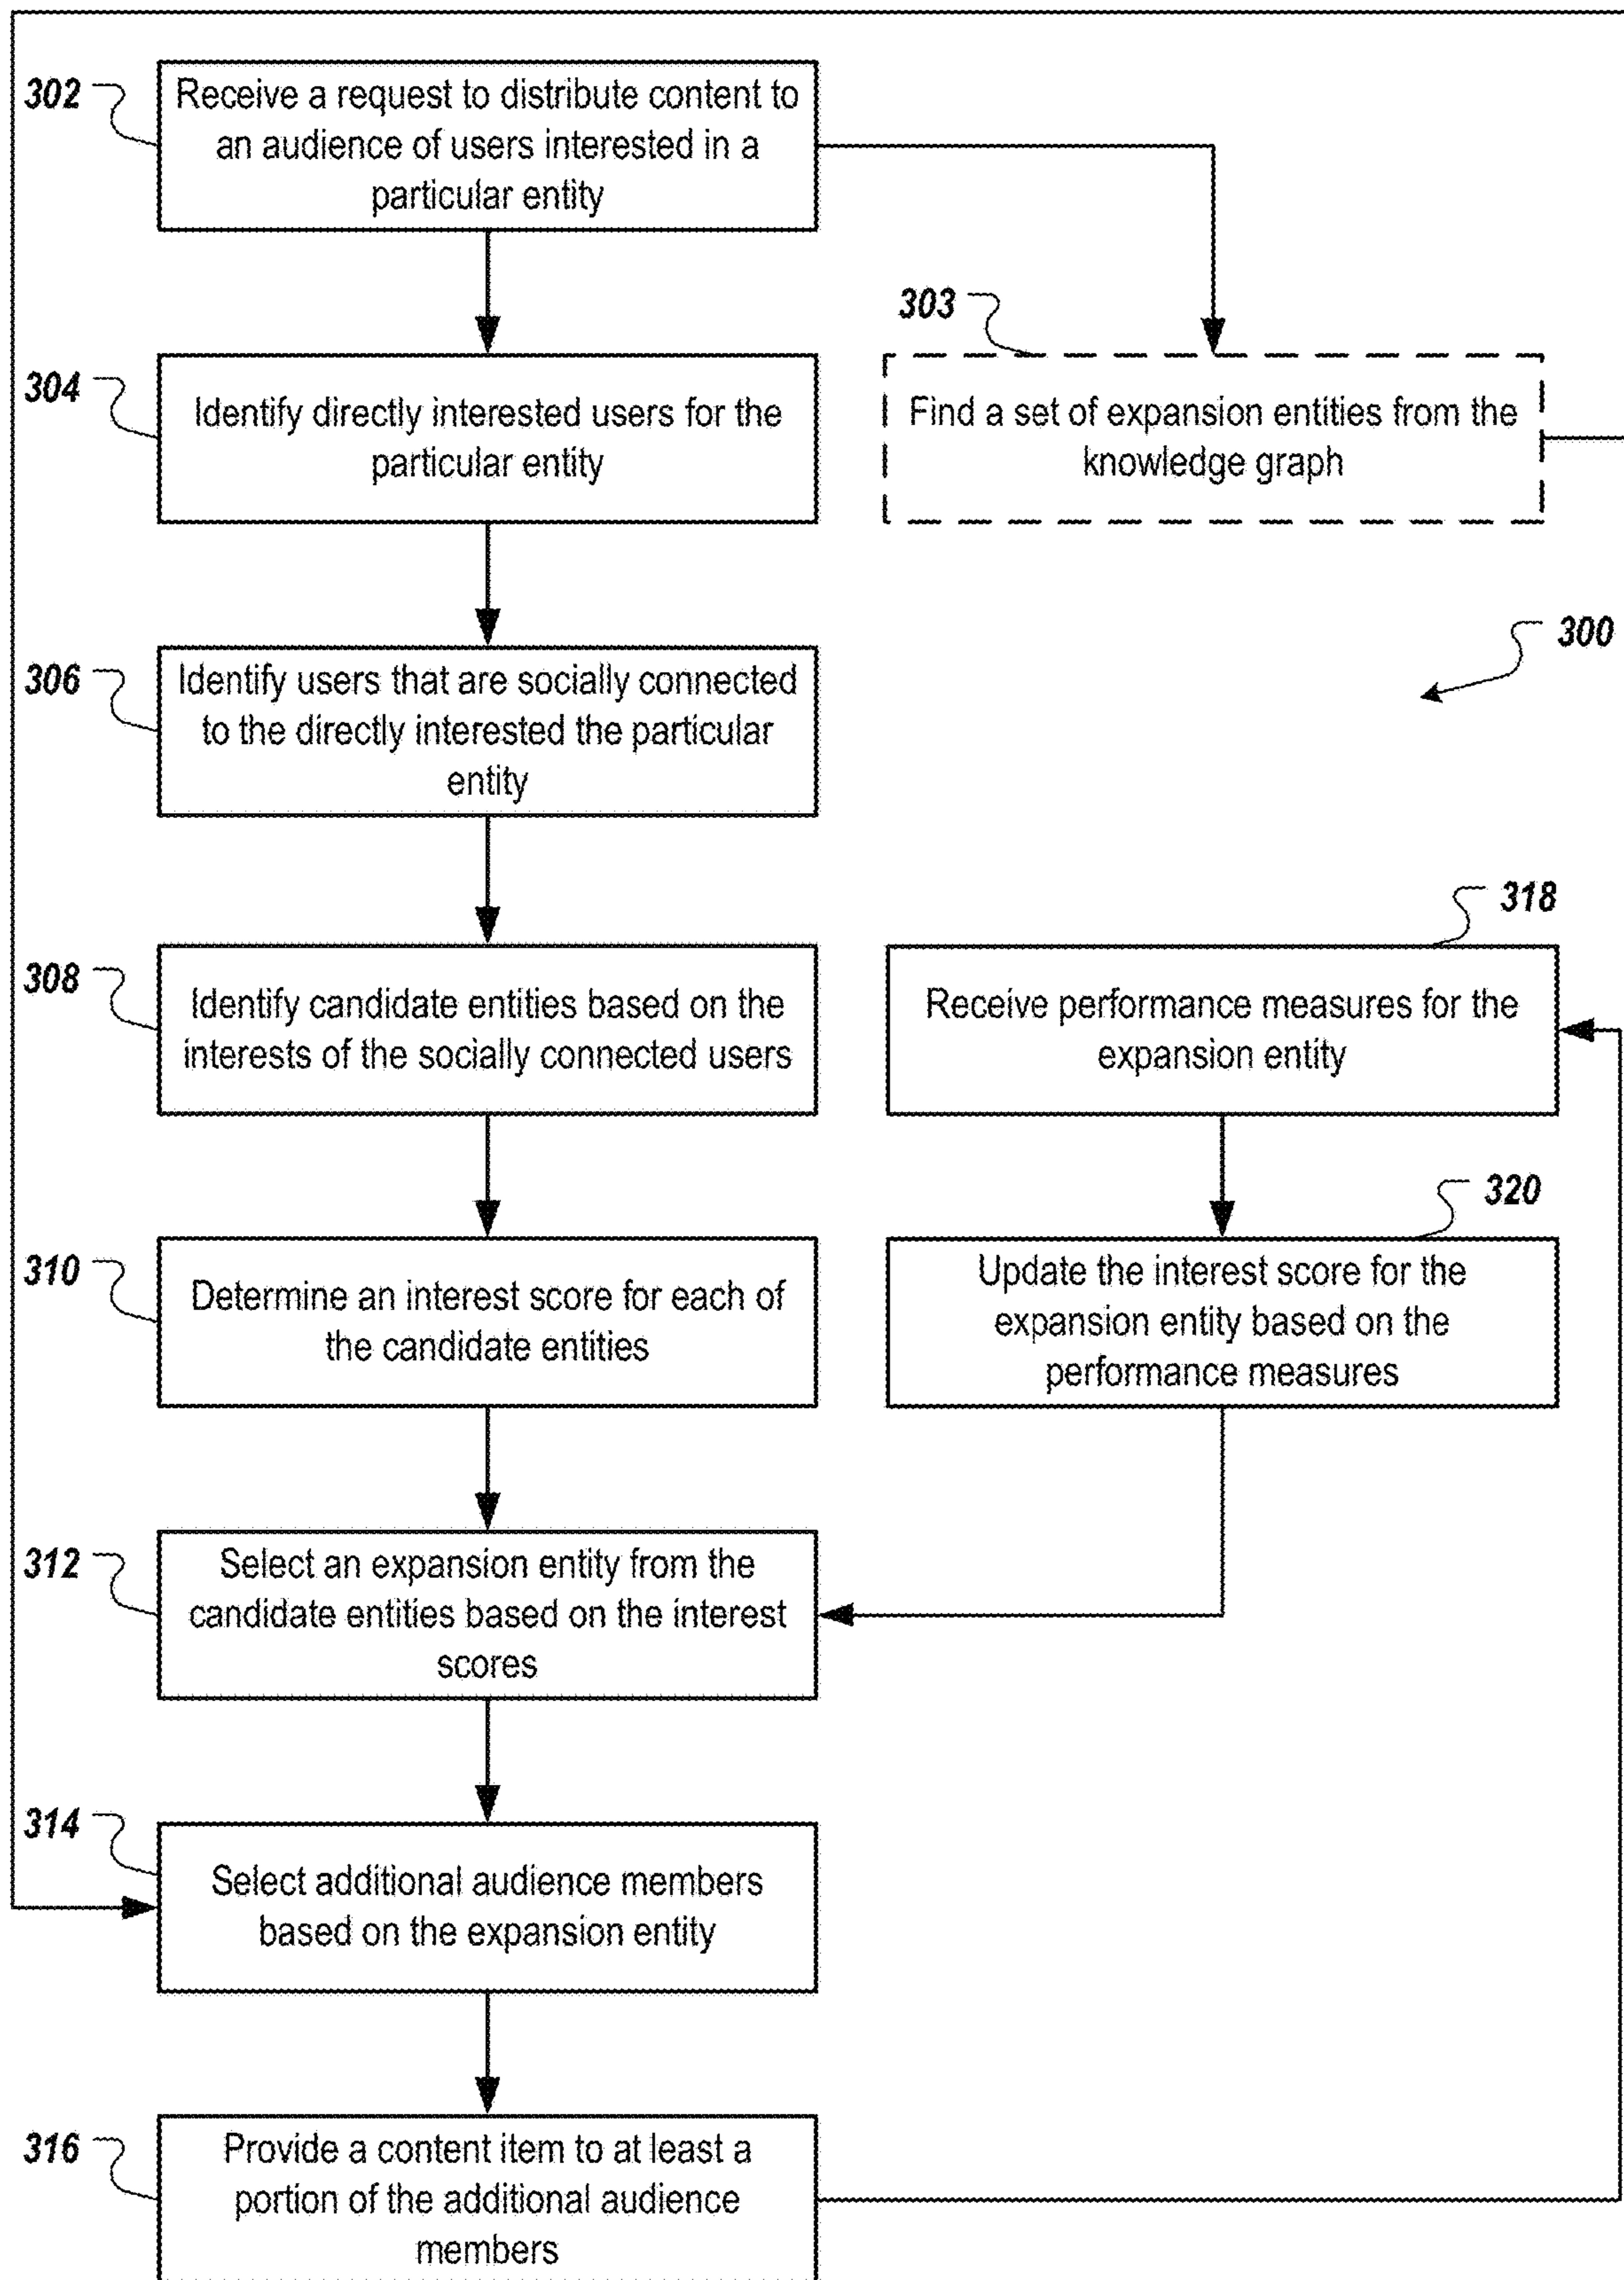 302
Receive a request to distribute content to
an audience of users interested in a
particular entity
303
304
Identify directly interested users for the
particular entity
Find a set of expansion entities from the
knowledge graph
300
306
Identify users that are socially connected
to the directly interested the particular
entity
318
308
Identify candidate entities based on the
interests of the socially connected users
Receive performance measures for the
expansion entity
320
310
Determine an interest score for each of
the candidate entities
Update the interest score for the
expansion entity based on the
performance measures
312
Select an expansion entity from the
candidate entities based on the interest
scores
314
Select additional audience members
based on the expansion entity
316
Provide a content item to at least a
portion of the additional audience
members